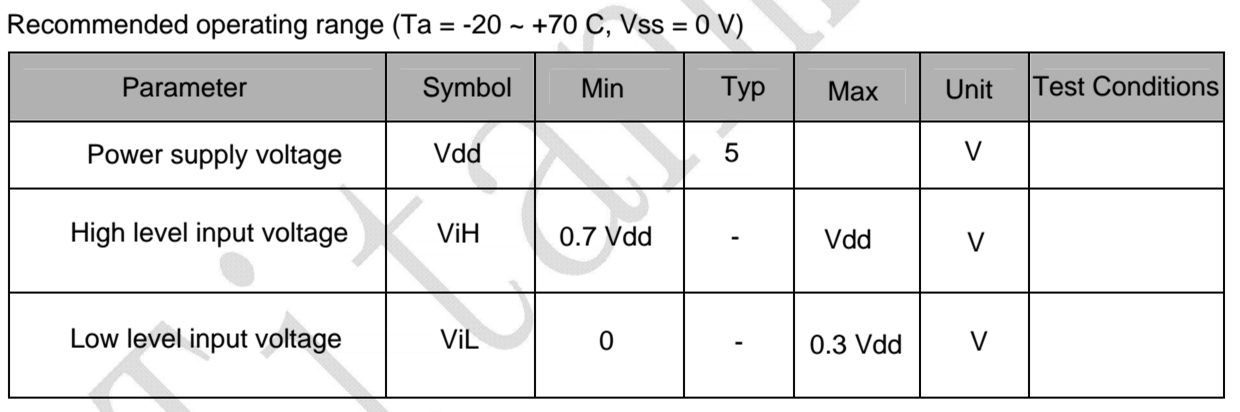 Recommended operating range (Ta = -20 ~ +70 C, Vss = 0 V)
Parameter Symbol Min Typ Max Unit Test Conditions
Power supply voltage Vdd 5 V
High level input voltage ViH 0.7 Vdd - Vdd V
Low level input voltage ViL 0 - 0.3 Vdd V